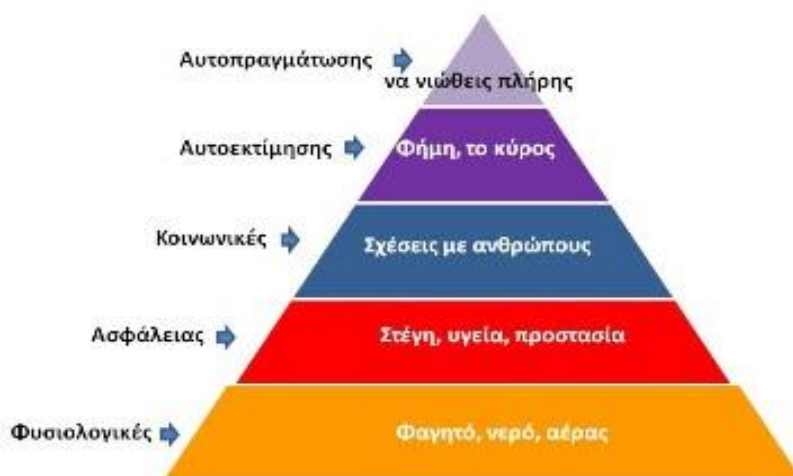 Αυτοπραγμάτωσης
να νιώθεις πλήρης
Αυτοεκτίμησης
Φήμη, το κύρος
Κοινωνικές
Σχέσεις με ανθρώπους
Ασφάλειας
Στέγη, υγεία, προστασία
Φυσιολογικές
Φαγητό, νερό, αέρας